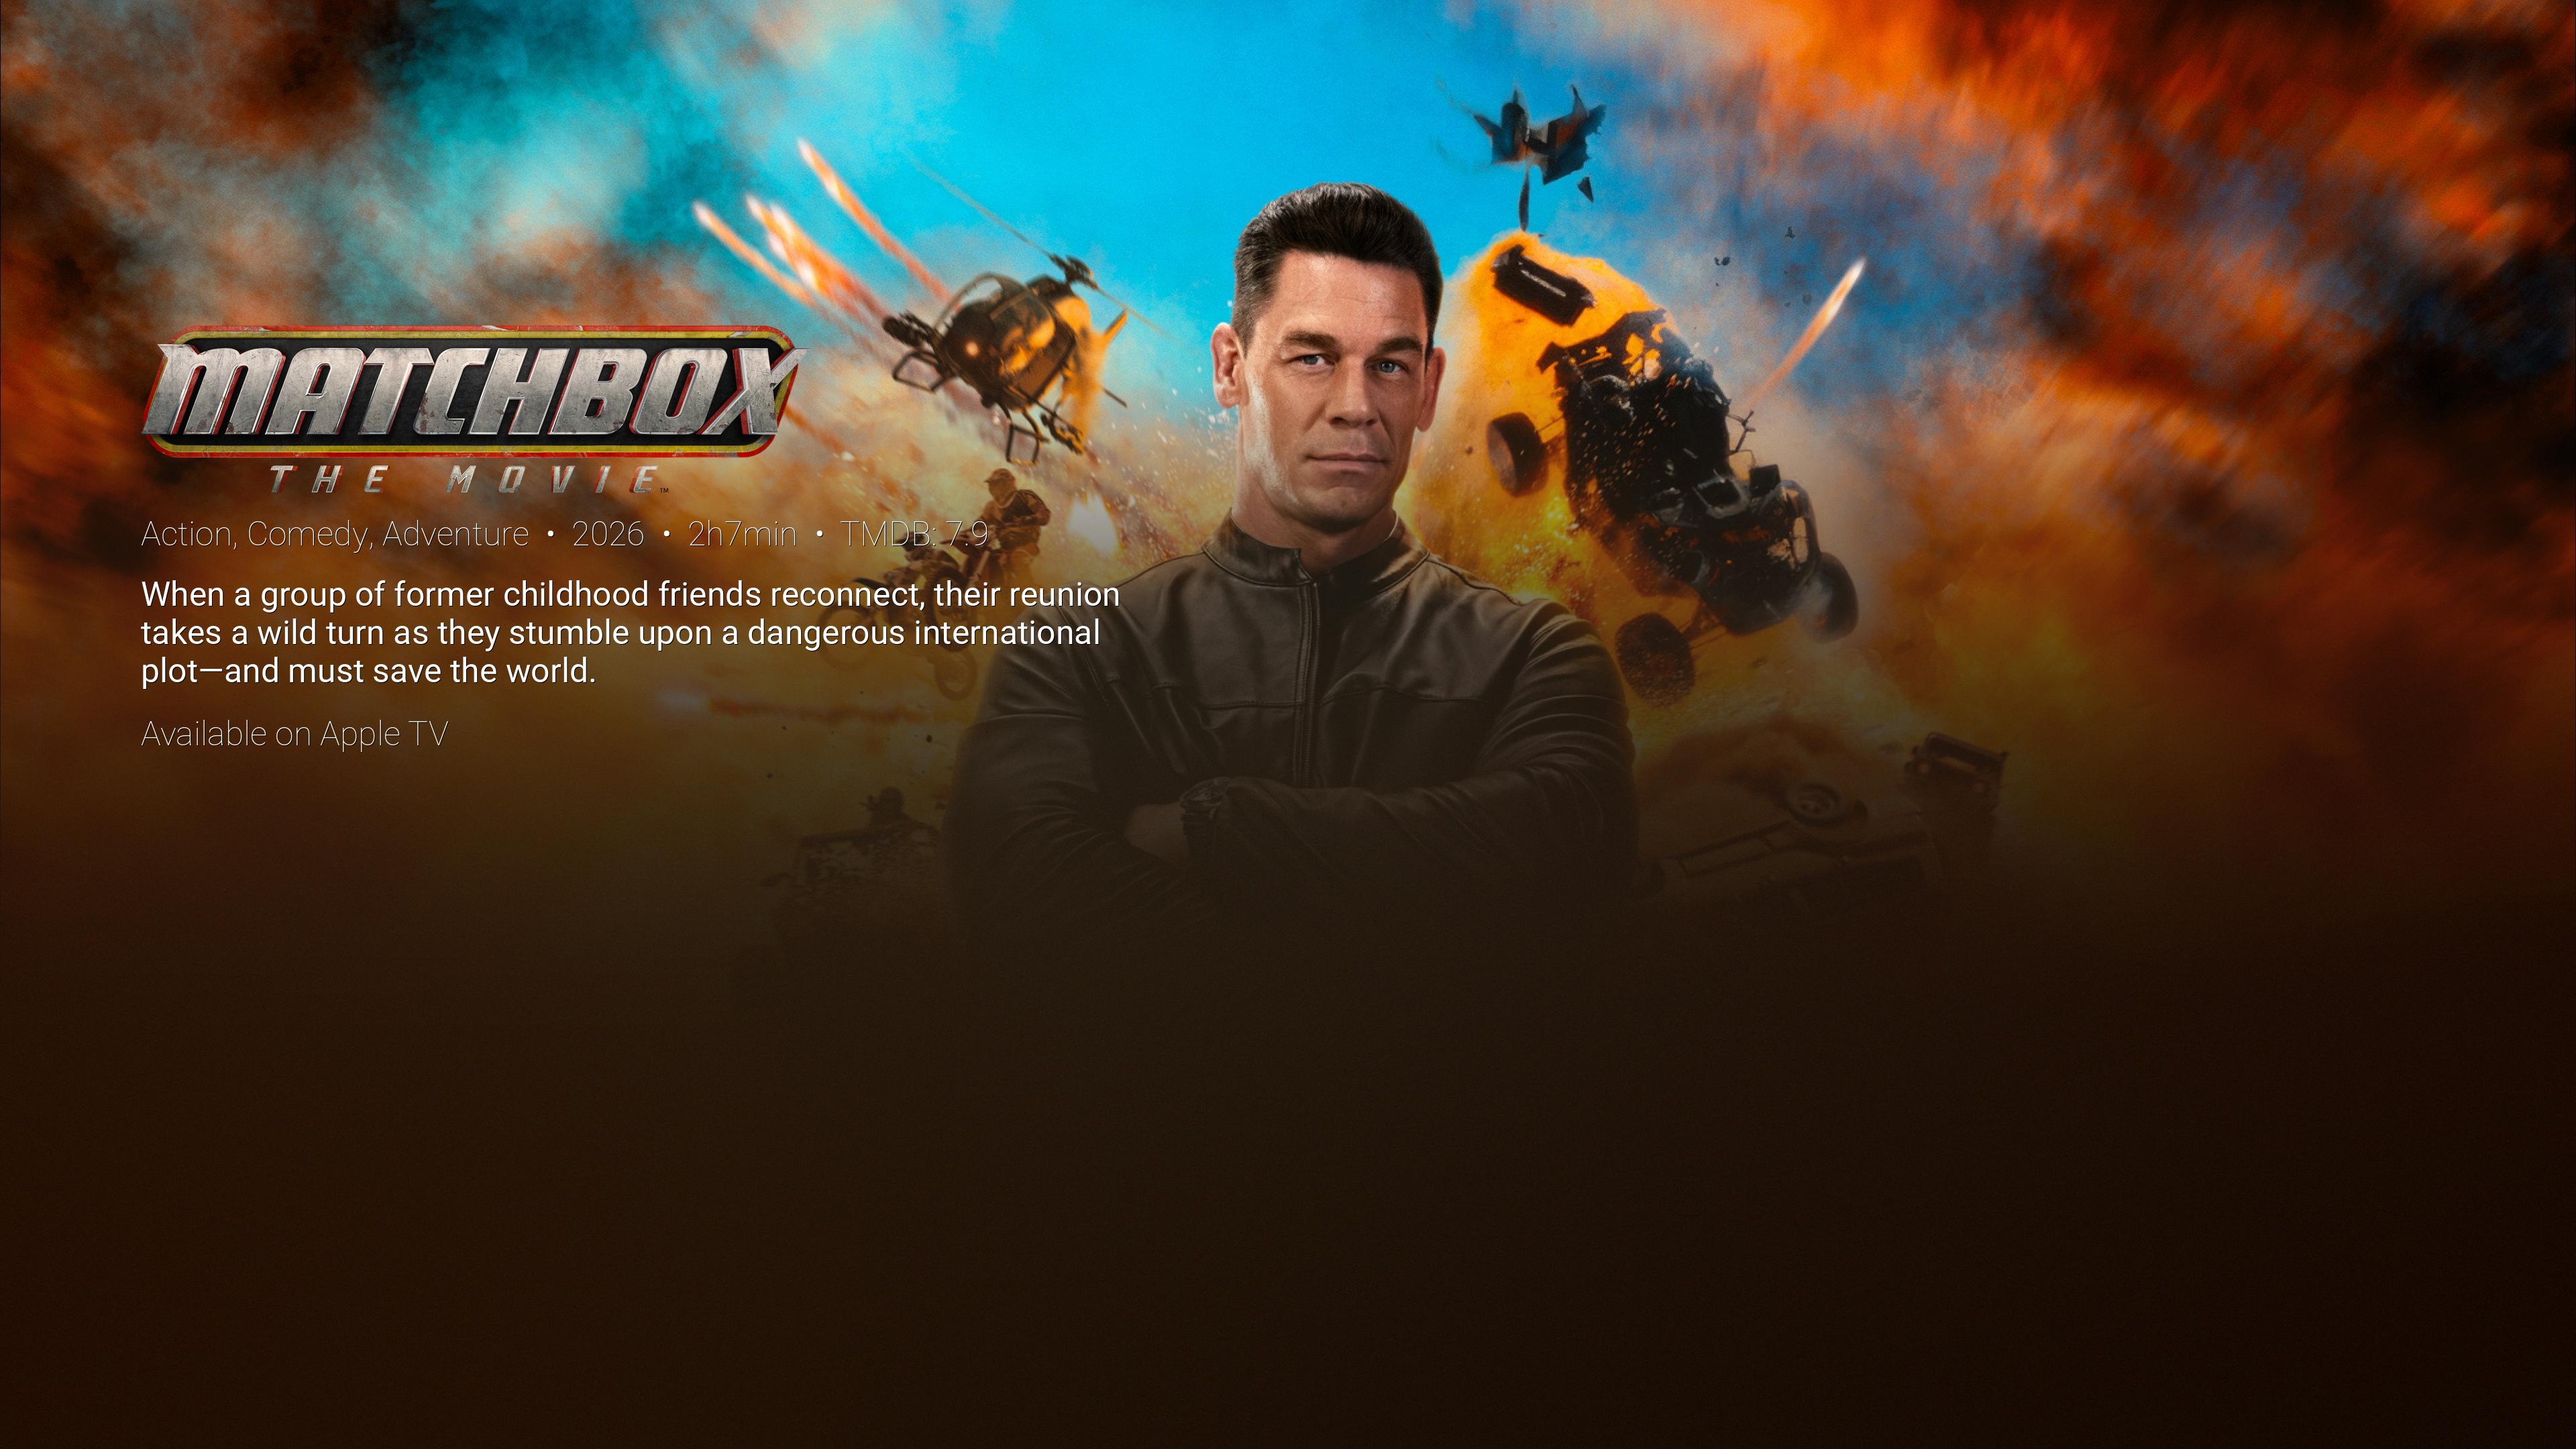 MATCHBOX
THE MOVIE™
Action, Comedy, Adventure • 2026 • 2h7min • TMDB: 7.9
When a group of former childhood friends reconnect, their reunion
takes a wild turn as they stumble upon a dangerous international
plot—and must save the world.
Available on Apple TV